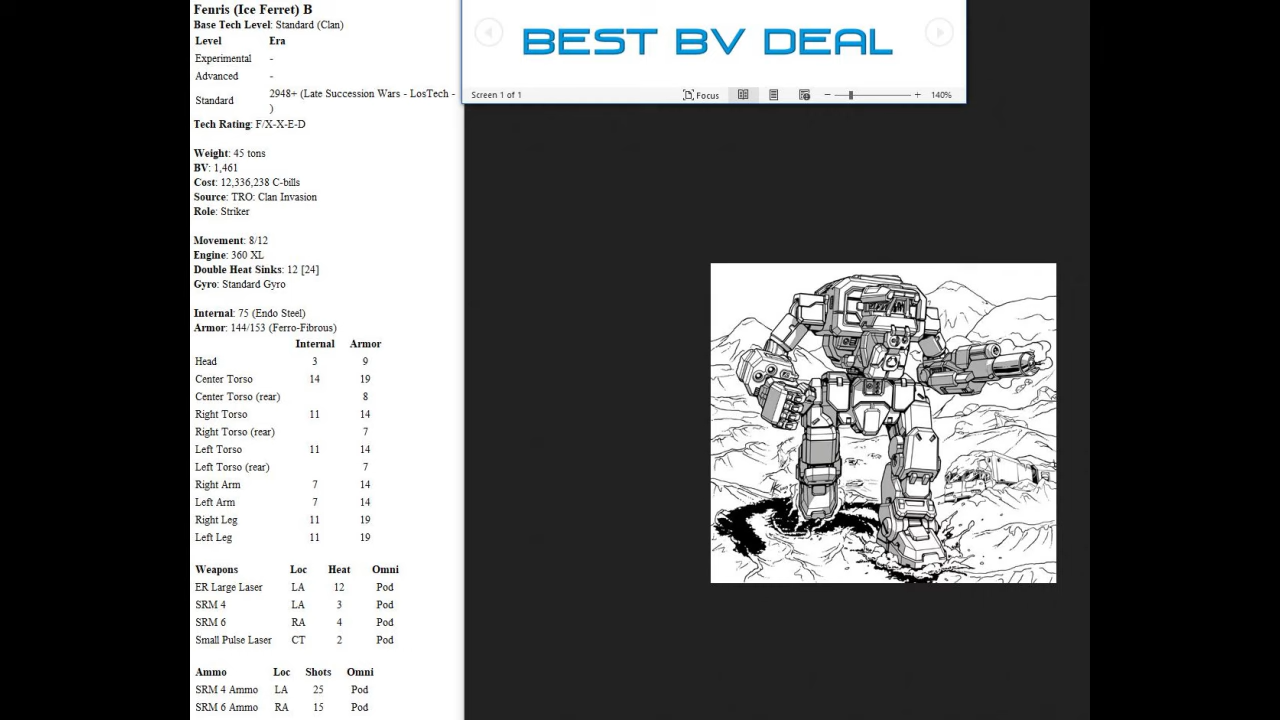 Fenris (Ice Ferret) B
Base Tech Level: Standard (Clan)
Level Era
Experimental -
Advanced -
Standard 2948+ (Late Succession Wars - LosTech -
)
Tech Rating: F/X-X-E-D
Weight: 45 tons
BV: 1,461
Cost: 12,336,238 C-bills
Source: TRO: Clan Invasion
Role: Striker
Movement: 8/12
Engine: 360 XL
Double Heat Sinks: 12 [24]
Gyro: Standard Gyro
Internal: 75 (Endo Steel)
Armor: 144/153 (Ferro-Fibrous)
Internal Armor
Head 3 9
Center Torso 14 19
Center Torso (rear) 8
Right Torso 11 14
Right Torso (rear) 7
Left Torso 11 14
Left Torso (rear) 7
Right Arm 7 14
Left Arm 7 14
Right Leg 11 19
Left Leg 11 19
Weapons Loc Heat Omni
ER Large Laser LA 12 Pod
SRM 4 LA 3 Pod
SRM 6 RA 4 Pod
Small Pulse Laser CT 2 Pod
Ammo Loc Shots Omni
SRM 4 Ammo LA 25 Pod
SRM 6 Ammo RA 15 Pod
BEST BV DEAL
Screen 1 of 1 Focus 140%